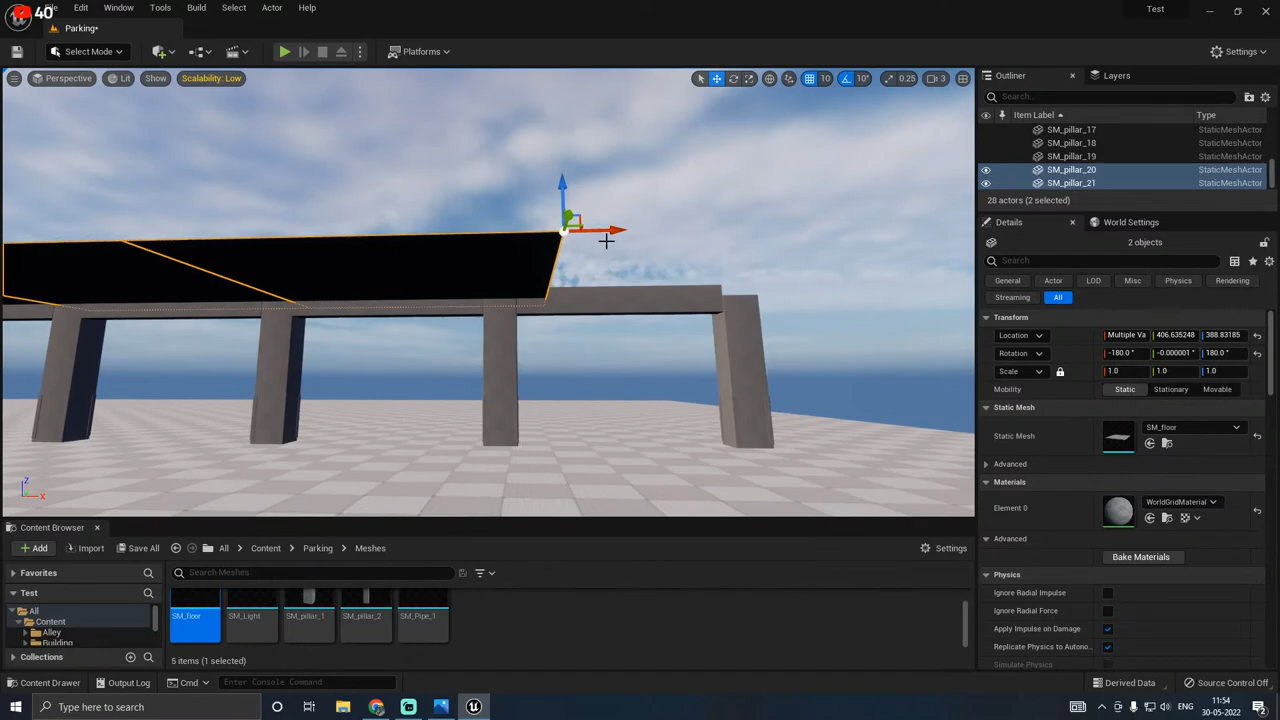 40
File Edit Window Tools Build Select Actor Help
Test
Parking*
Select Mode
Platforms
Settings
Perspective Lit Show Scalability: Low
10 10° 0.25 3
Outliner Layers
Search...
Item Label Type
SM_pillar_17 StaticMeshActor
SM_pillar_18 StaticMeshActor
SM_pillar_19 StaticMeshActor
SM_pillar_20 StaticMeshActor
SM_pillar_21 StaticMeshActor
28 actors (2 selected)
Details World Settings
2 objects
Search
General Actor LOD Misc Physics Rendering
Streaming All
Transform
Location Multiple Va 406.635248 388.83185
Rotation -180.0 ° -0.000001 ° 180.0 °
Scale 1.0 1.0 1.0
Mobility Static Stationary Movable
Static Mesh
Static Mesh SM_floor
Advanced
Materials
Element 0 WorldGridMaterial
Advanced
Bake Materials
Physics
Ignore Radial Impulse
Ignore Radial Force
Apply Impulse on Damage
Replicate Physics to Autono...
Simulate Physics
Z
X
Content Browser
Add Import Save All All Content Parking Meshes Settings
Favorites
Search Meshes
Test
All
Content
Alley
Building
Collections
SM_floor SM_Light SM_pillar_1 SM_pillar_2 SM_Pipe_1
5 items (1 selected)
Content Drawer Output Log Cmd Enter Console Command Derived Data Source Control Off
Type here to search
11:54
30-05-2022
2